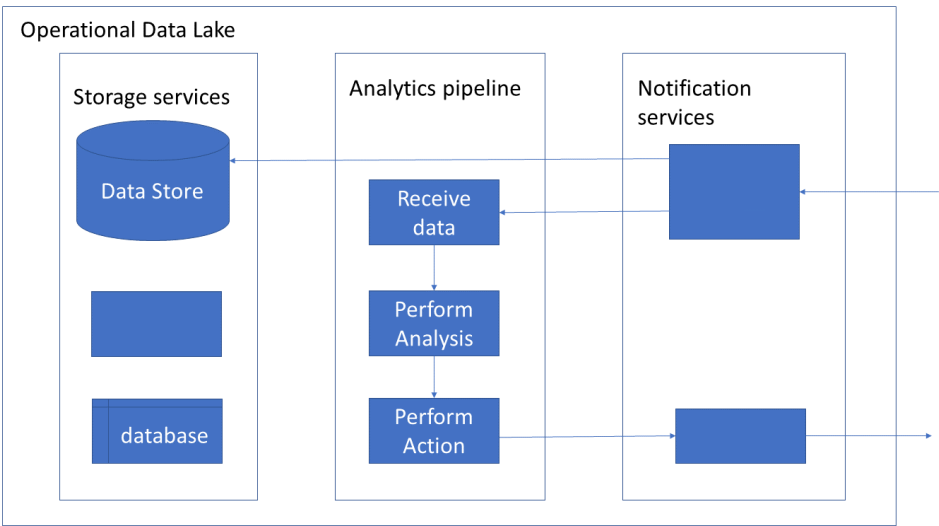 Operational Data Lake
Storage services
Data Store
database
Analytics pipeline
Receive
data
Perform
Analysis
Perform
Action
Notification
services